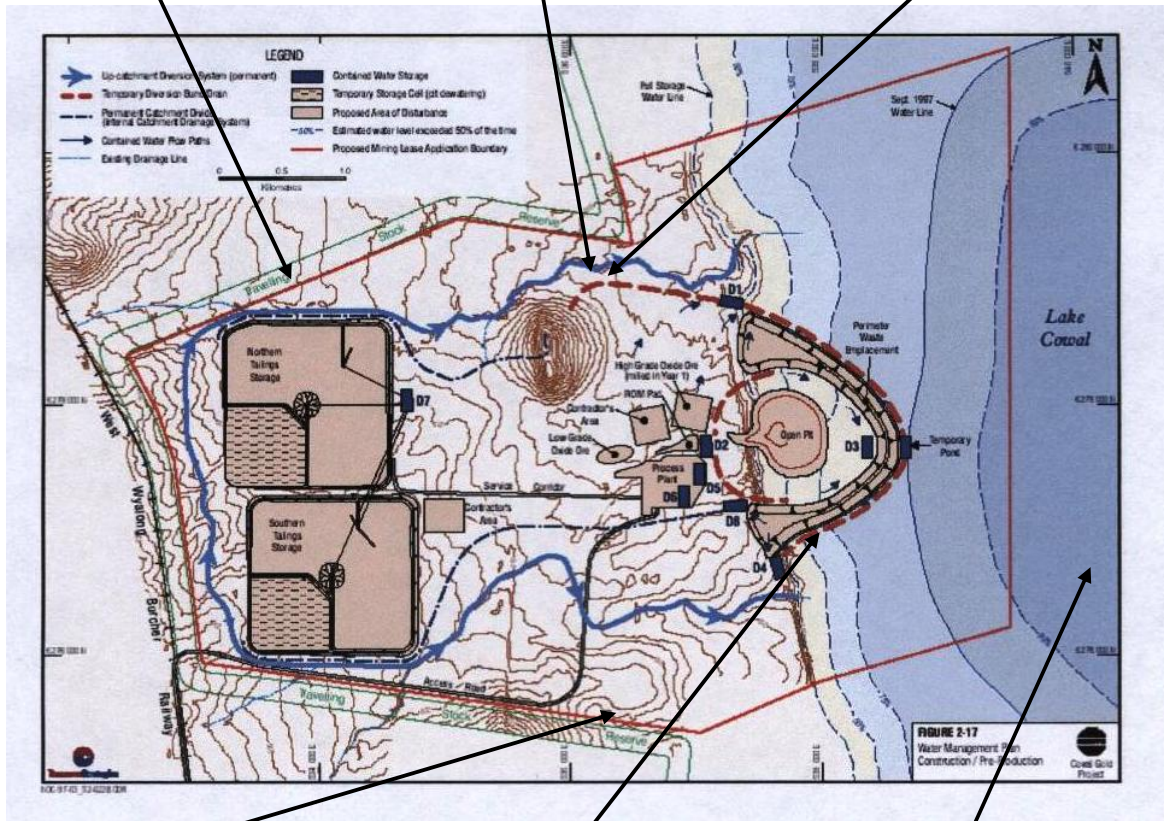 LEGEND
Up-catchment Diversion System (permanent)
Temporary Diversion Bund/Drain
Permanent Catchment Divide
(Internal Catchment Drainage System)
Contained Water Flow Paths
Existing Drainage Line
Contained Water Storage
Temporary Storage Cell (pit dewatering)
Proposed Area of Disturbance
50% Estimated water level exceeded 50% of the time
Proposed Mining Lease Application Boundary
0 0.5 1.0
Kilometres
Full Storage
Water Line
Sept. 1997
Water Line
N
Travelling
Stock
Reserve
D1
Perimeter
Waste
Emplacement
Lake
Cowal
Northern
Tailings
Storage
D7
High Grade Oxide Ore
(milled in Year 1)
ROM Pad
Contractor's
Area
Low Grade
Oxide Ore
D2
Open Pit
D3
Temporary
Pond
Process
Plant
D5
D6
D8
D4
Service
Corridor
Contractor's
Area
Southern
Tailings
Storage
West
Wyalong
Burcher
Railway
Access Road
Travelling
Stock
Reserve
FIGURE 2-17
Water Management Plan
Construction / Pre-Production
Cowal Gold
Project